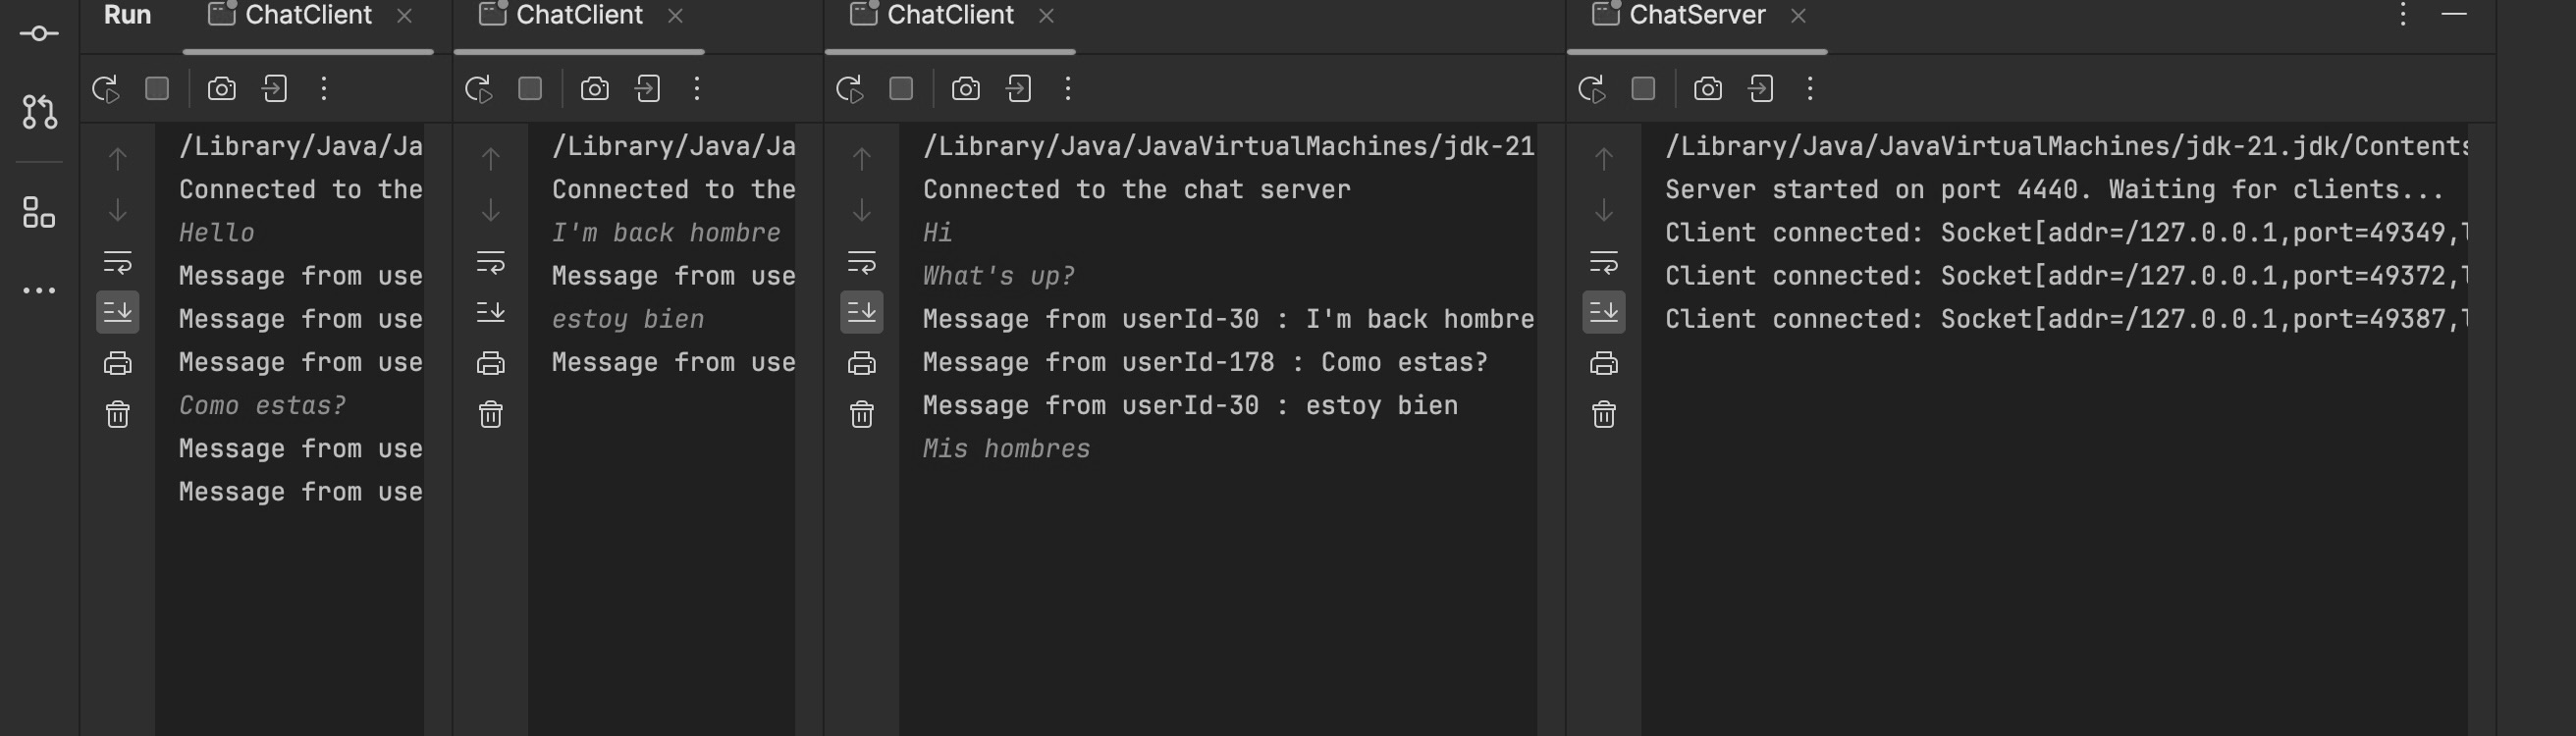 Run
ChatClient
ChatClient
ChatClient
ChatServer
/Library/Java/Ja
Connected to the
Hello
Message from use
Message from use
Message from use
Como estas?
Message from use
Message from use
/Library/Java/Ja
Connected to the
I'm back hombre
Message from use
estoy bien
Message from use
/Library/Java/JavaVirtualMachines/jdk-21
Connected to the chat server
Hi
What's up?
Message from userId-30 : I'm back hombre
Message from userId-178 : Como estas?
Message from userId-30 : estoy bien
Mis hombres
/Library/Java/JavaVirtualMachines/jdk-21.jdk/Contents
Server started on port 4440. Waiting for clients...
Client connected: Socket[addr=/127.0.0.1,port=49349,l
Client connected: Socket[addr=/127.0.0.1,port=49372,l
Client connected: Socket[addr=/127.0.0.1,port=49387,l